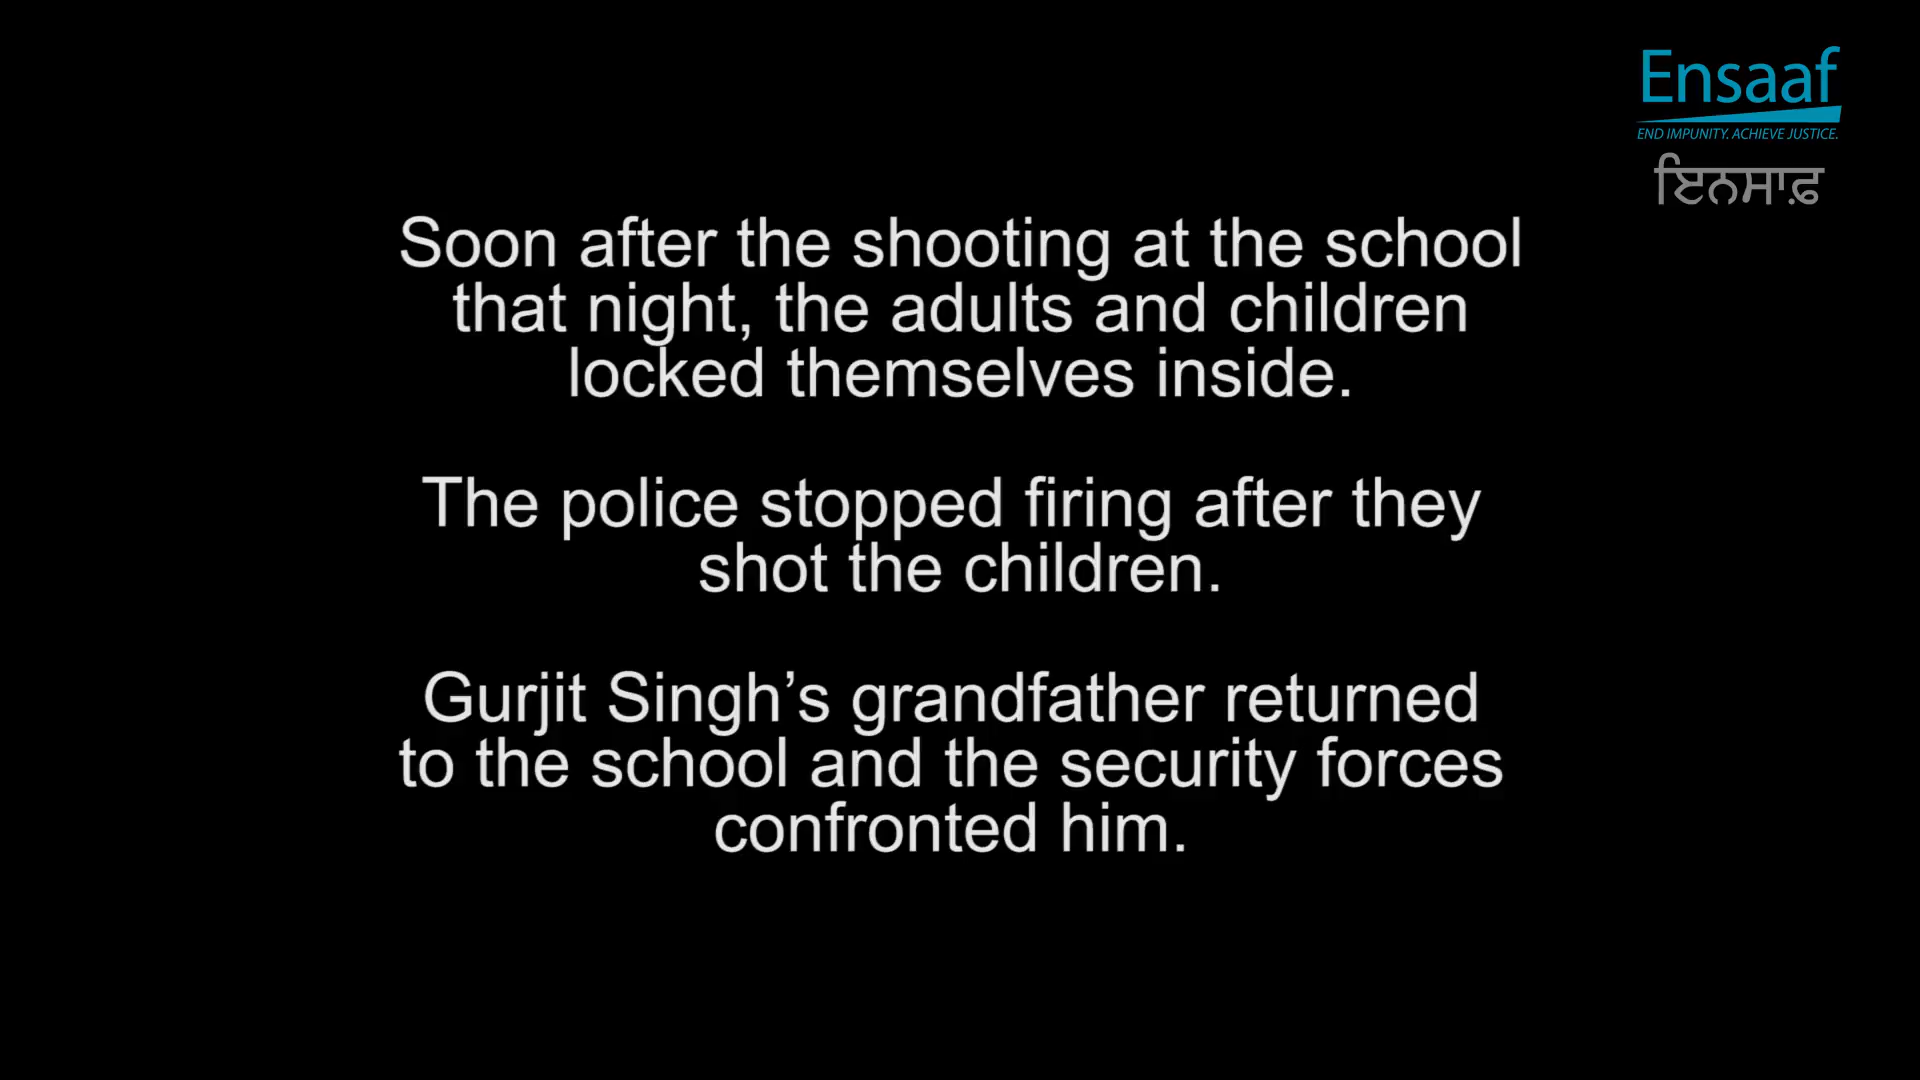 Ensaaf
END IMPUNITY. ACHIEVE JUSTICE.
ਇਨਸਾਫ਼
Soon after the shooting at the school
that night, the adults and children
locked themselves inside.
The police stopped firing after they
shot the children.
Gurjit Singh’s grandfather returned
to the school and the security forces
confronted him.